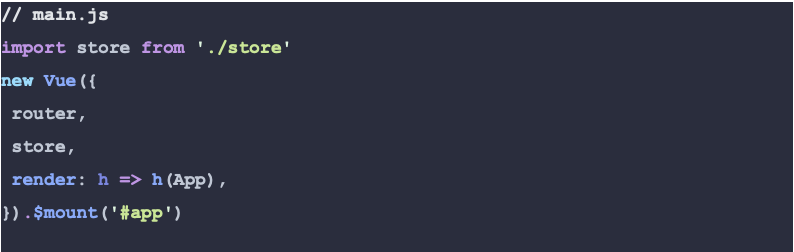 // main.js
import store from './store'
new Vue({
 router,
 store,
 render: h => h(App),
}).$mount('#app')